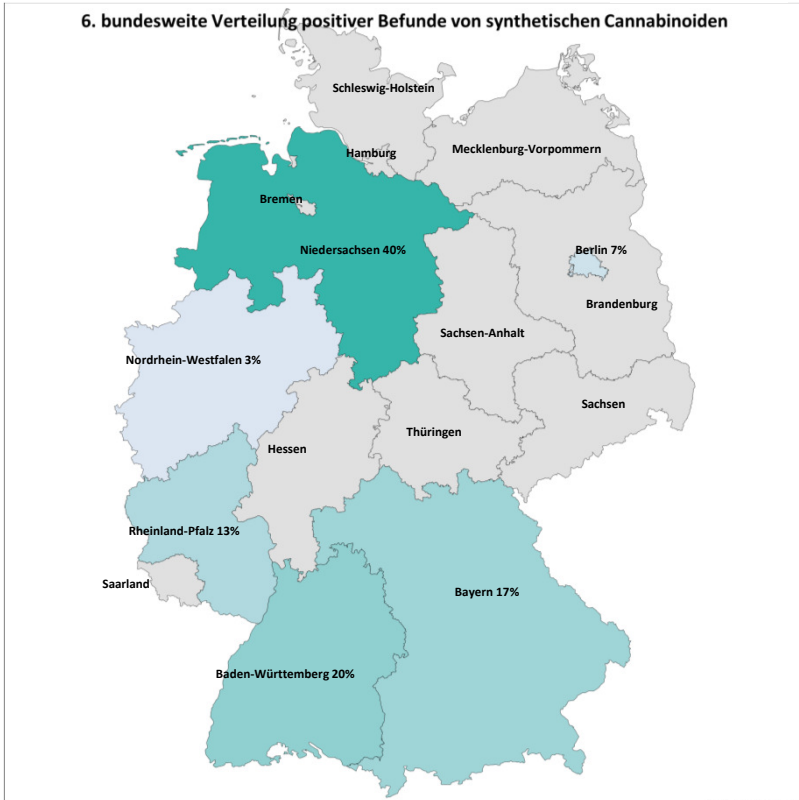 6. bundesweite Verteilung positiver Befunde von synthetischen Cannabinoiden
Schleswig-Holstein
Hamburg
Mecklenburg-Vorpommern
Bremen
Niedersachsen 40%
Berlin 7%
Brandenburg
Sachsen-Anhalt
Nordrhein-Westfalen 3%
Sachsen
Thüringen
Hessen
Rheinland-Pfalz 13%
Saarland
Bayern 17%
Baden-Württemberg 20%